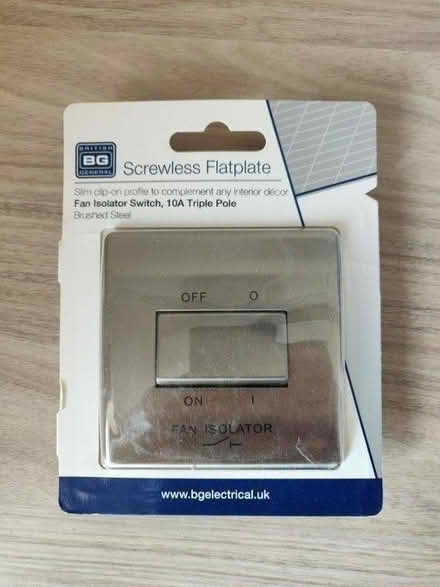 BRITISH
BG
GENERAL
Screwless Flatplate
Slim clip-on profile to complement any interior décor
Fan Isolator Switch, 10A Triple Pole
Brushed Steel
OFF O
ON I
FAN ISOLATOR
www.bgelectrical.uk